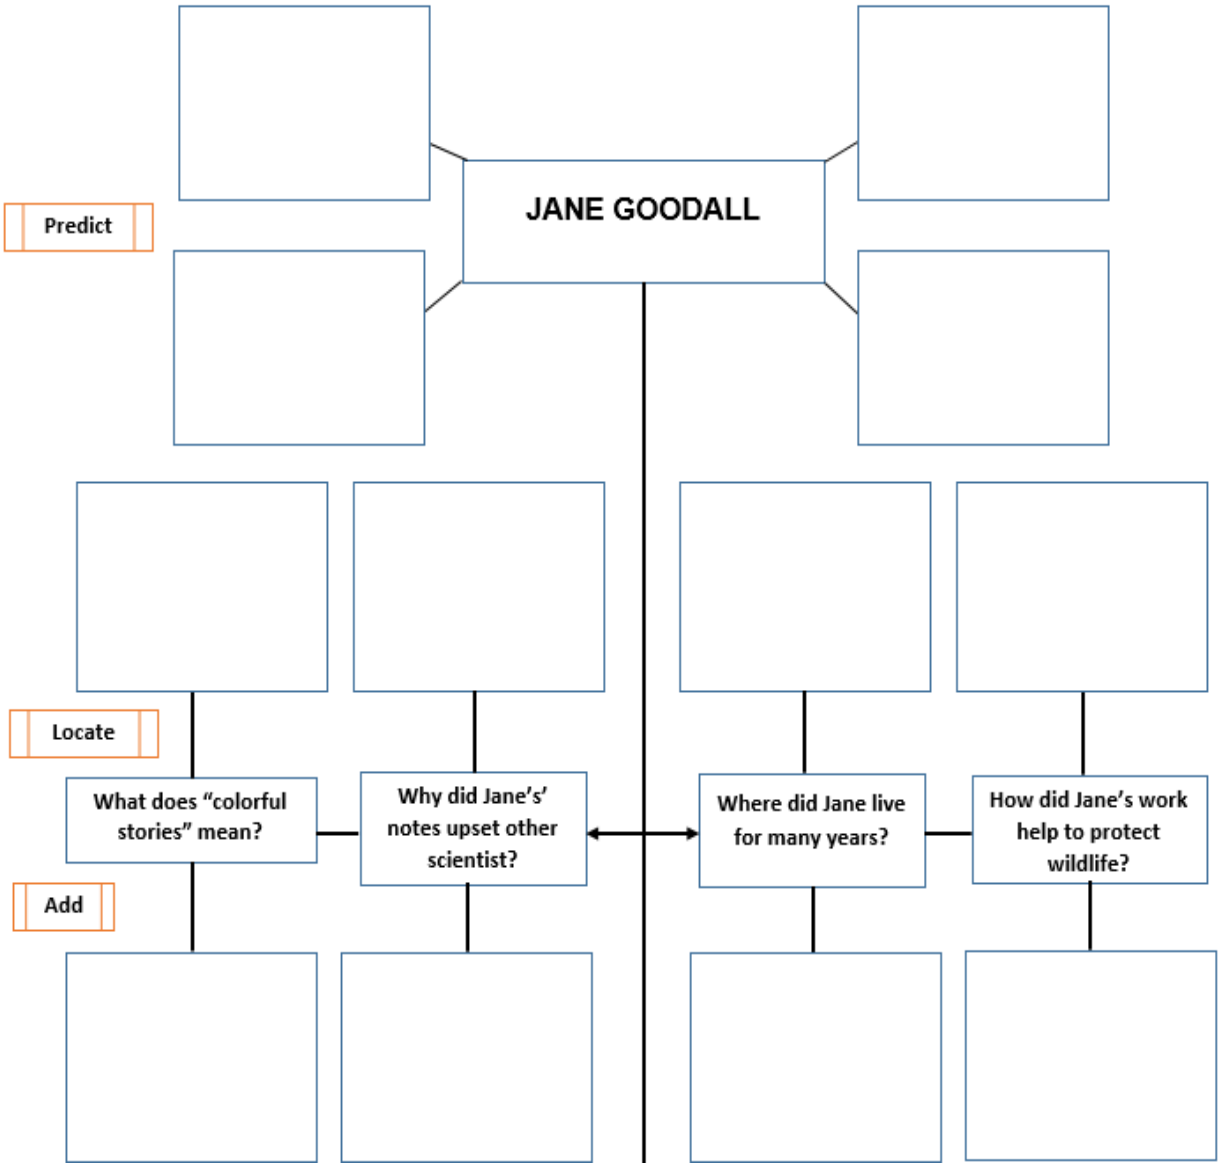 JANE GOODALL
Predict
Locate
What does “colorful
stories” mean?
Why did Jane’s’
notes upset other
scientist?
Where did Jane live
for many years?
How did Jane’s work
help to protect
wildlife?
Add